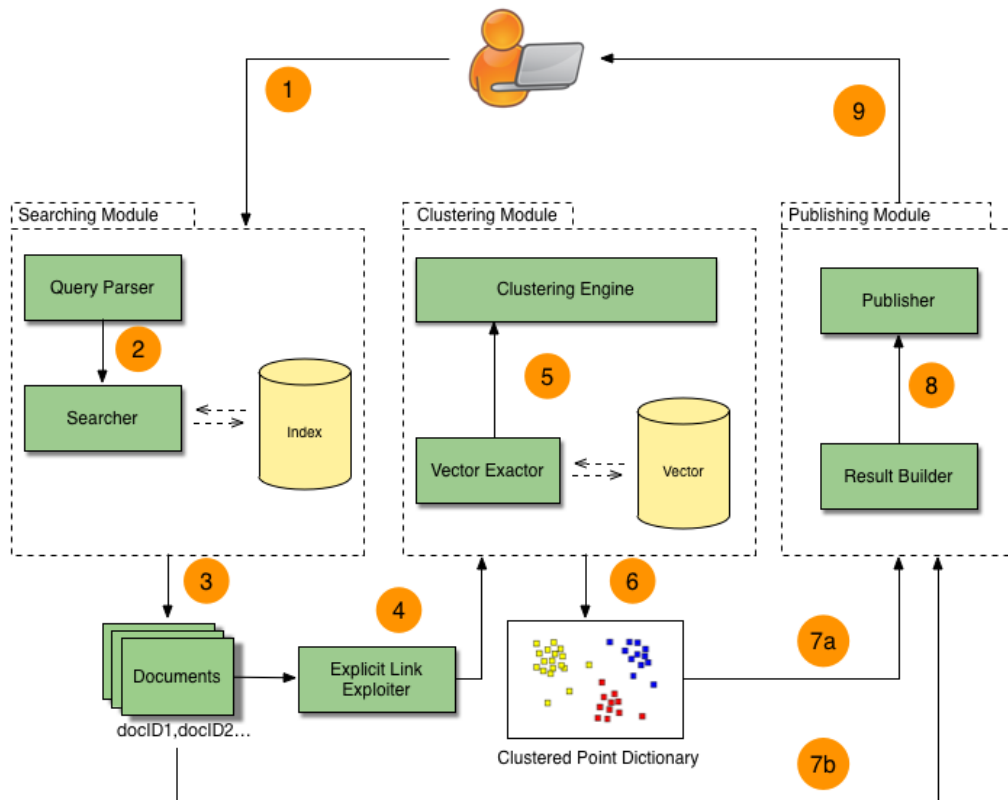 1
9
Searching Module
Clustering Module
Publishing Module
Query Parser
Clustering Engine
Publisher
2
5
8
Searcher
Index
Vector Exactor
Vector
Result Builder
3
4
6
7a
Documents
Explicit Link
Exploiter
docID1,docID2...
Clustered Point Dictionary
7b